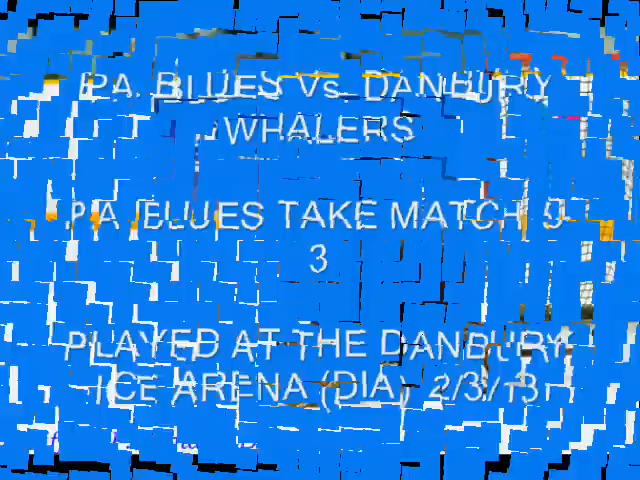 PA. BLUES Vs. DANBURY
WHALERS
PA BLUES TAKE MATCH
3
PLAYED AT THE DANBURY
ICE ARENA (DIA) 2/3/13